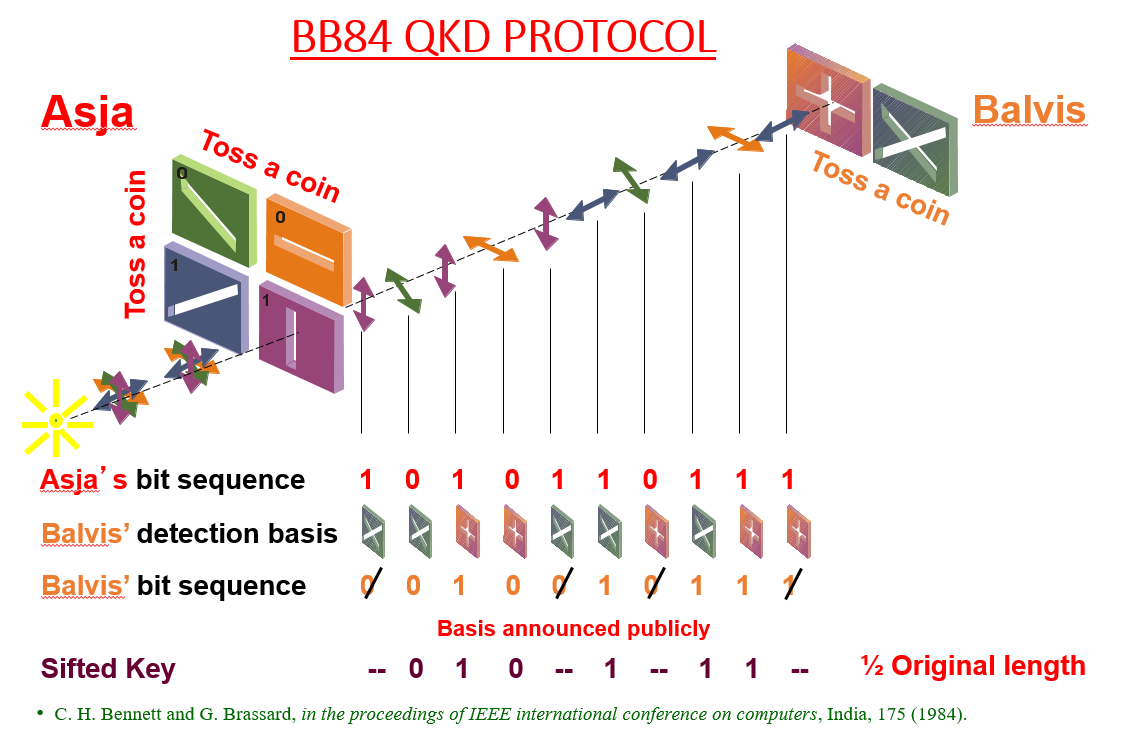 BB84 QKD PROTOCOL
Asja
Balvis
Toss a coin
Toss a coin
Toss a coin
0
0
1
1
Asja's bit sequence 1 0 1 0 1 1 0 1 1 1
Balvis' detection basis
Balvis' bit sequence 0 0 1 0 0 1 0 1 1 1
Basis announced publicly
Sifted Key -- 0 1 0 -- 1 -- 1 1 --
½ Original length
• C. H. Bennett and G. Brassard, in the proceedings of IEEE international conference on computers, India, 175 (1984).